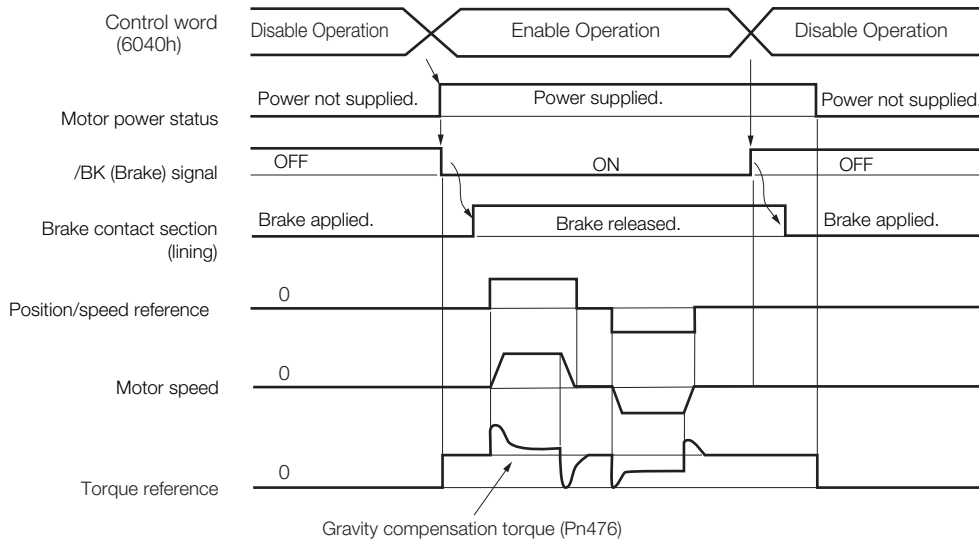 Control word
(6040h)
Disable Operation
Enable Operation
Disable Operation
Motor power status
Power not supplied.
Power supplied.
Power not supplied.
/BK (Brake) signal
OFF
ON
OFF
Brake contact section
(lining)
Brake applied.
Brake released.
Brake applied.
Position/speed reference
0
Motor speed
0
Torque reference
0
Gravity compensation torque (Pn476)